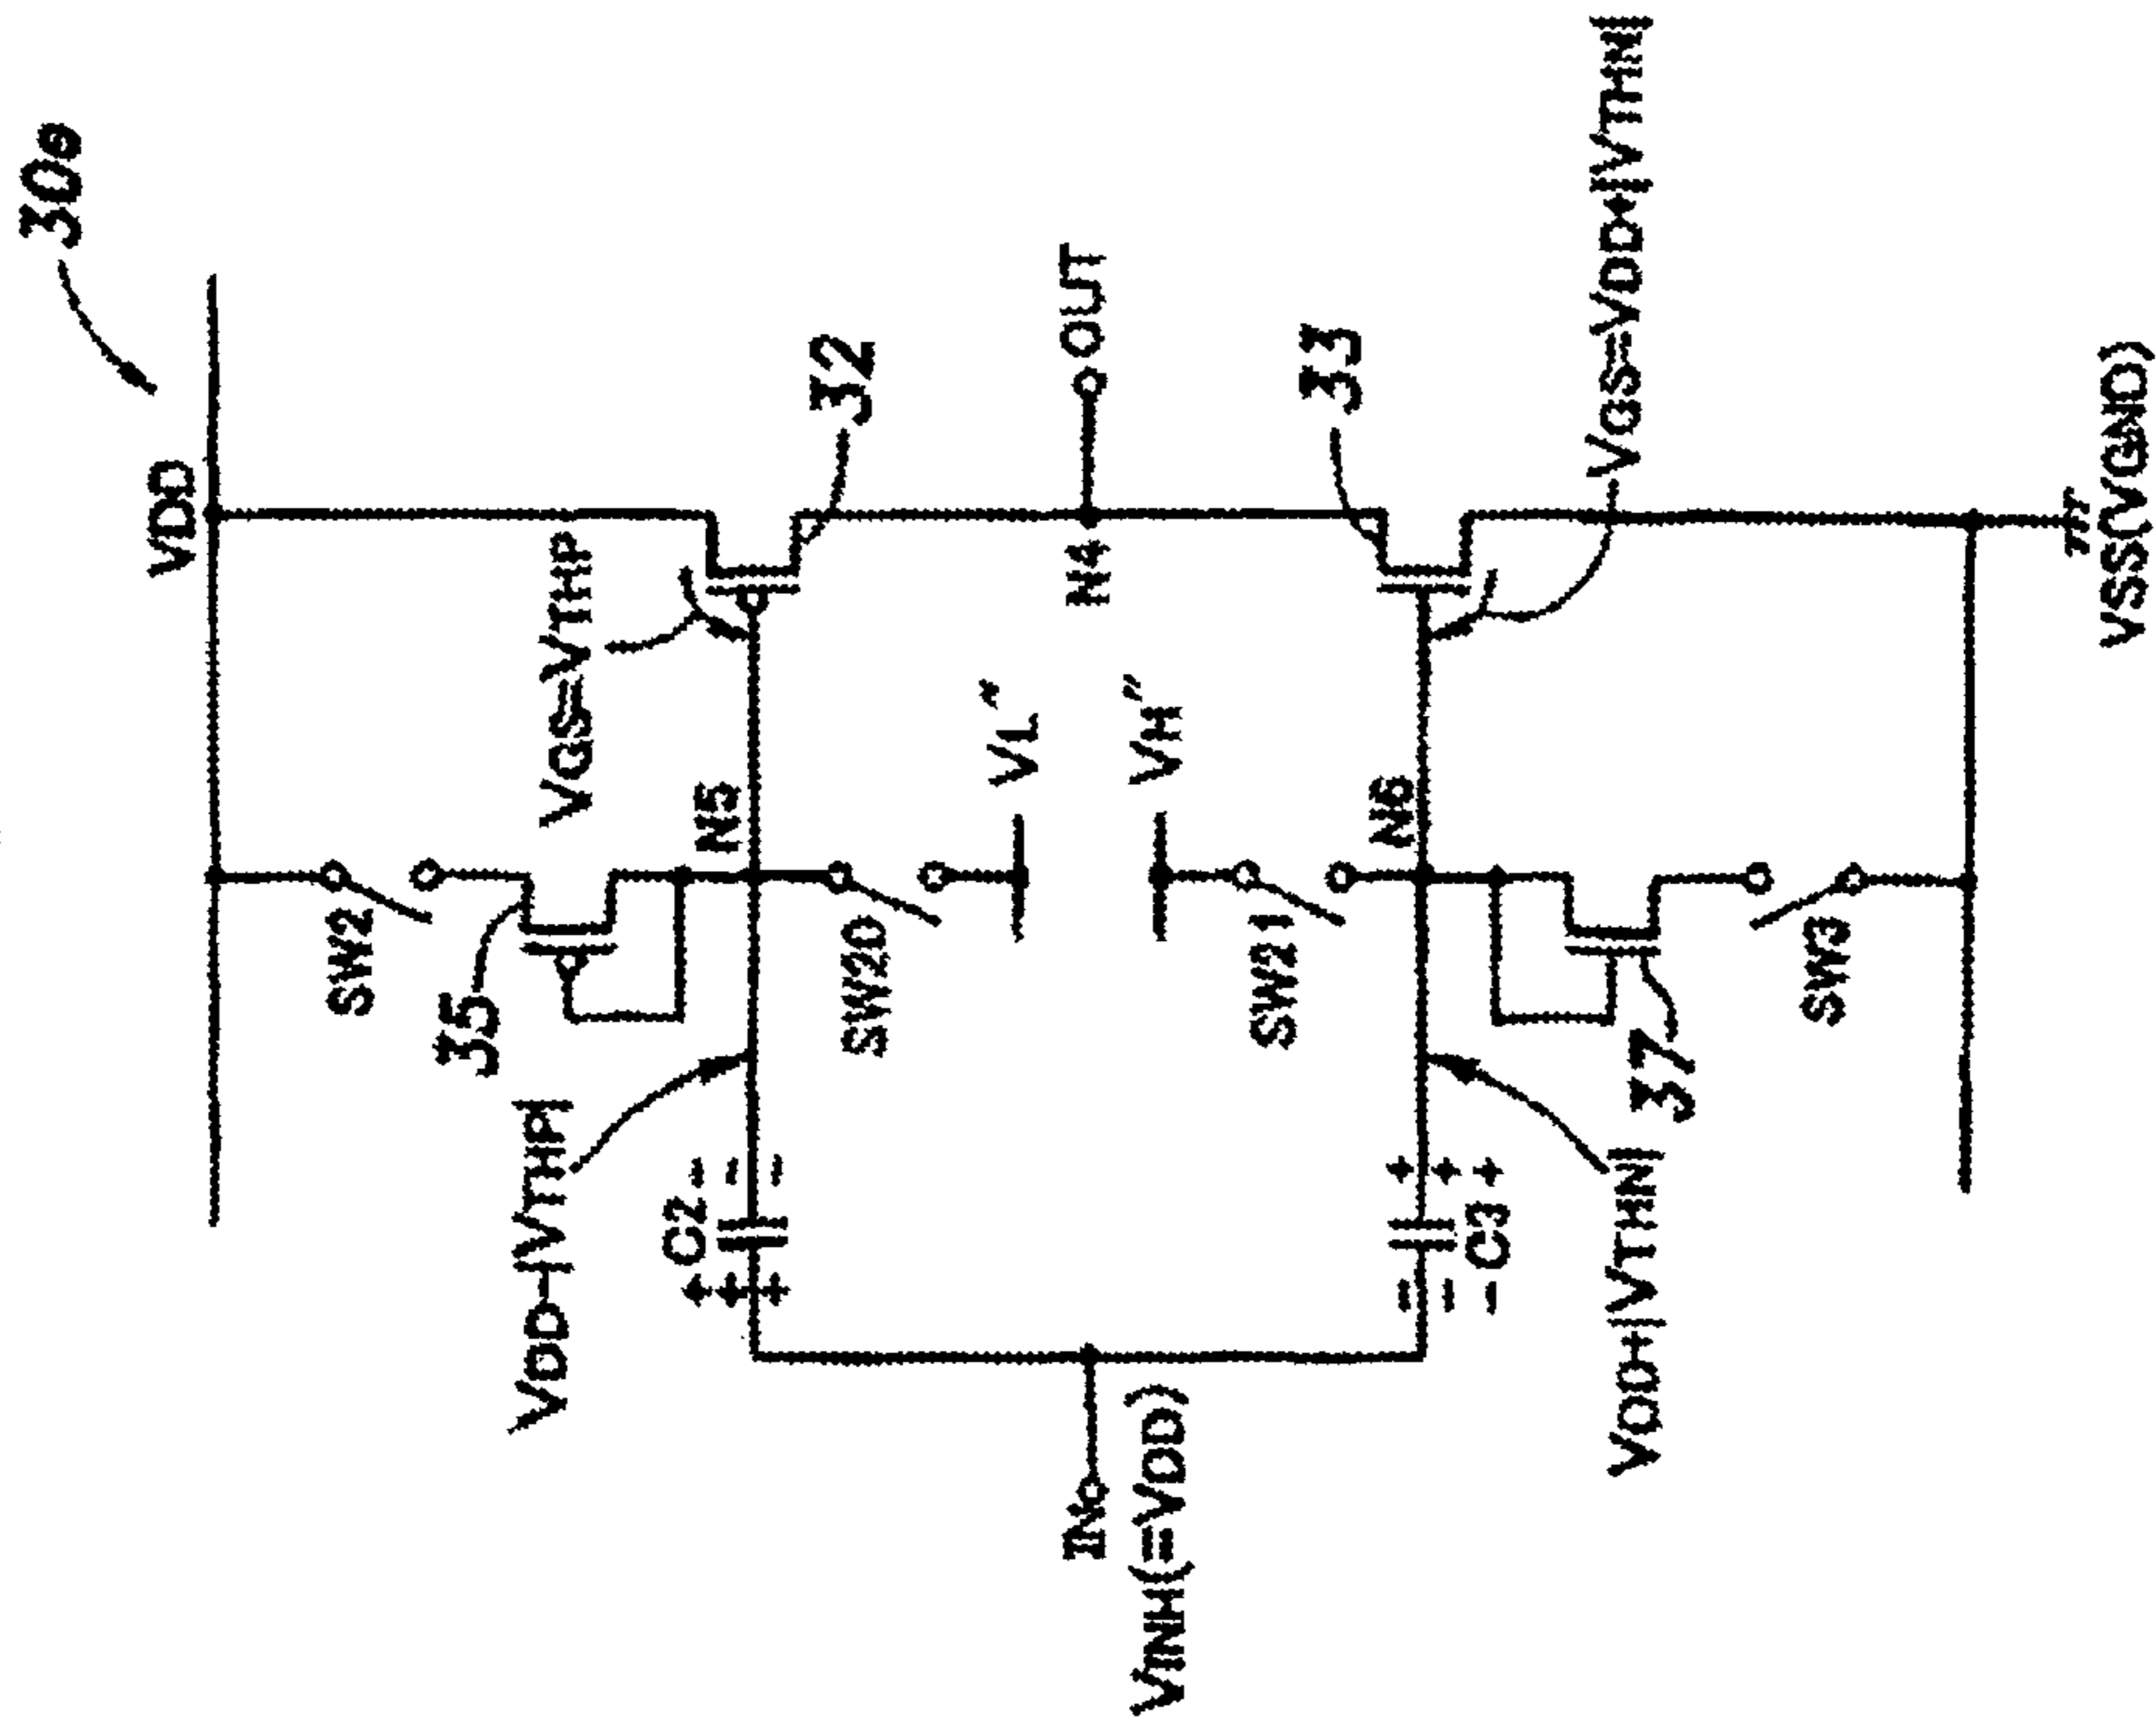 30e
VDD
SW2
35
VGS=VTHP
32
VDD-|VTHP|
N5
C2
- - -
+ + +
SW20
VL"
IN
VINH(=VDD)
N4
OUT
VH"
SW21
33
N6
+ + +
- - -
C3
VDD+|VTHN|
VGS=VDD+|VTHN|
37
SW3
VSS(VGND)